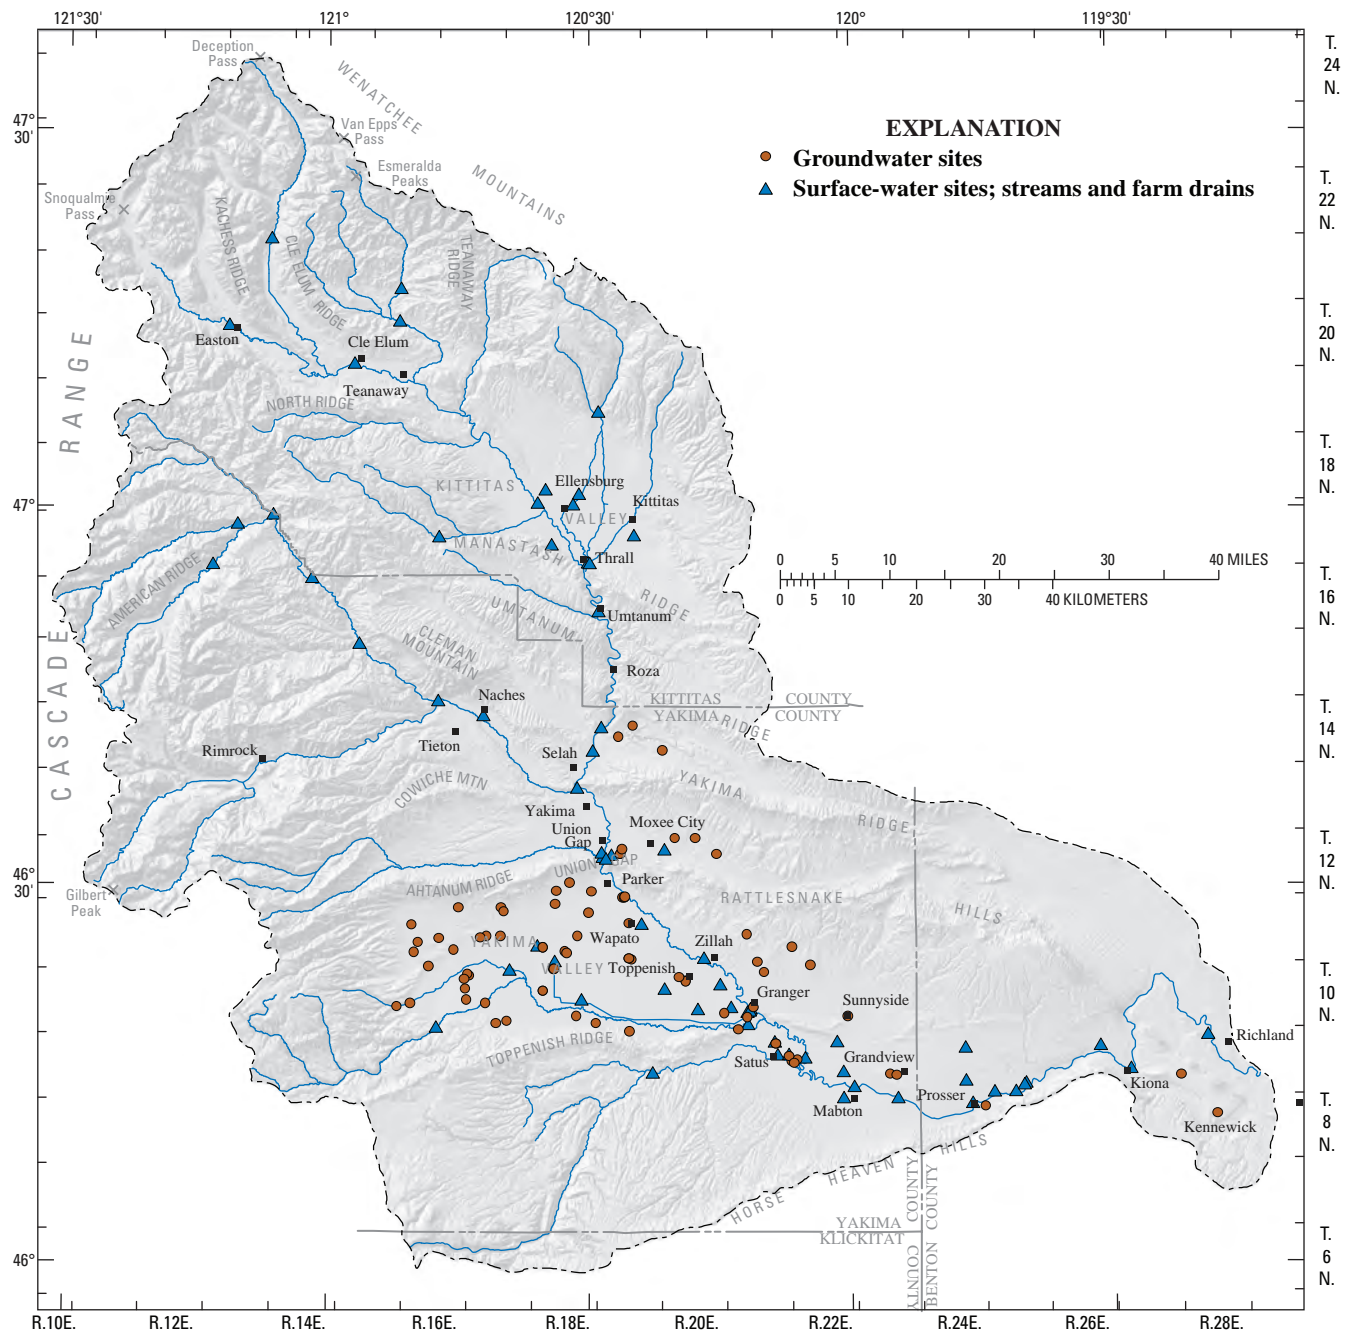 121°30'
121°
120°30'
120°
119°30'
Deception
Pass
WENATCHEE
T.
24
N.
47°
30'
Van Epps
Pass
EXPLANATION
Groundwater sites
Esmeralda
Peaks
MOUNTAINS
Surface-water sites; streams and farm drains
T.
22
N.
Snoqualmie
Pass
KACHESS RIDGE
CLE ELUM RIDGE
TEANAWAY
RIDGE
T.
20
N.
Easton
Cle Elum
Teanaway
CASCADE RANGE
NORTH RIDGE
T.
18
N.
KITTITAS
Ellensburg
Kittitas
47°
VALLEY
MANASTASH
Thrall
RIDGE
0 5 10 20 30 40 MILES
0 5 10 20 30 40 KILOMETERS
T.
16
N.
AMERICAN RIDGE
UMTANUM
Umtanum
CLEMAN
MOUNTAIN
Roza
Naches
KITTITAS COUNTY
YAKIMA COUNTY
RIDGE
T.
14
N.
Tieton
Rimrock
Selah
COWICHE MTN
YAKIMA
RIDGE
Yakima
Union
Gap
Moxee City
T.
12
N.
46°
30'
UNION GAP
AHTANUM RIDGE
Parker
Gilbert
Peak
RATTLESNAKE
HILLS
Wapato
YAKIMA
Zillah
VALLEY
Toppenish
Granger
Sunnyside
T.
10
N.
TOPPENISH RIDGE
Richland
Satus
Grandview
Kiona
Prosser
Mabton
T.
8
N.
Kennewick
HORSE HEAVEN HILLS
YAKIMA
KLICKITAT
COUNTY
COUNTY
BENTON COUNTY
T.
6
N.
46°
R.10E.
R.12E.
R.14E.
R.16E.
R.18E.
R.20E.
R.22E.
R.24E.
R.26E.
R.28E.